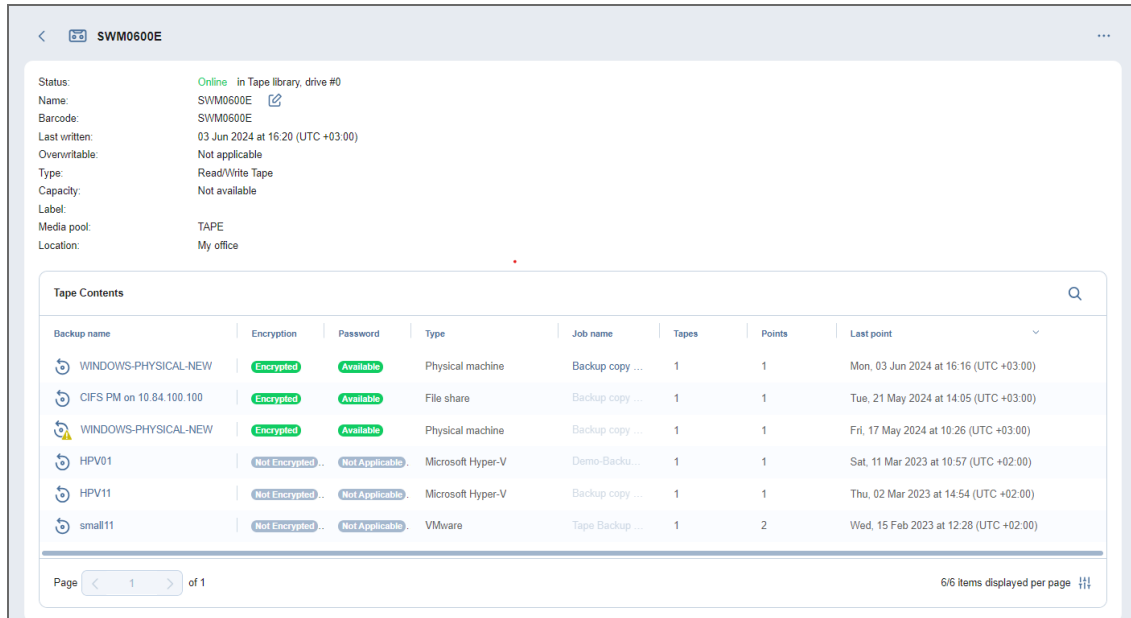 SWM0600E
Status: Online in Tape library, drive #0
Name: SWM0600E
Barcode: SWM0600E
Last written: 03 Jun 2024 at 16:20 (UTC +03:00)
Overwritable: Not applicable
Type: Read/Write Tape
Capacity: Not available
Label:
Media pool: TAPE
Location: My office
Tape Contents
Backup name Encryption Password Type Job name Tapes Points Last point
WINDOWS-PHYSICAL-NEW Encrypted Available Physical machine Backup copy ... 1 1 Mon, 03 Jun 2024 at 16:16 (UTC +03:00)
CIFS PM on 10.84.100.100 Encrypted Available File share Backup copy ... 1 1 Tue, 21 May 2024 at 14:05 (UTC +03:00)
WINDOWS-PHYSICAL-NEW Encrypted Available Physical machine Backup copy ... 1 1 Fri, 17 May 2024 at 10:26 (UTC +03:00)
HPV01 Not Encrypted.. Not Applicable. Microsoft Hyper-V Demo-Backu... 1 1 Sat, 11 Mar 2023 at 10:57 (UTC +02:00)
HPV11 Not Encrypted.. Not Applicable. Microsoft Hyper-V Backup copy ... 1 1 Thu, 02 Mar 2023 at 14:54 (UTC +02:00)
small11 Not Encrypted.. Not Applicable. VMware Tape Backup ... 1 2 Wed, 15 Feb 2023 at 12:28 (UTC +02:00)
Page 1 of 1 6/6 items displayed per page